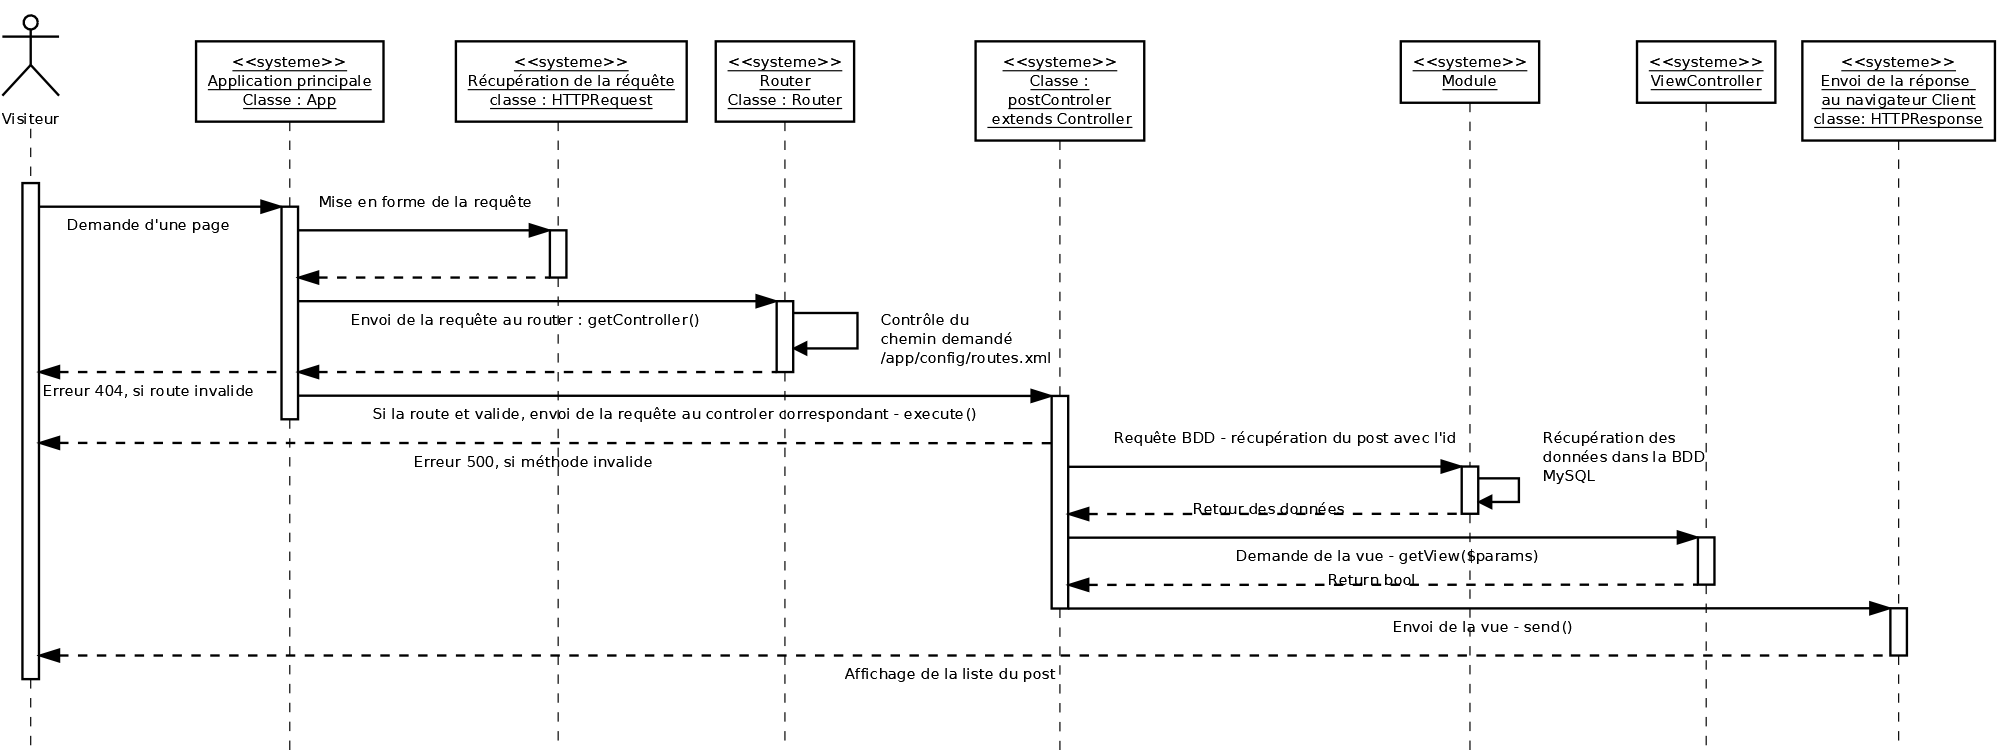 Visiteur
<<systeme>>
Application principale
Classe : App
<<systeme>>
Récupération de la réquête
classe : HTTPRequest
<<systeme>>
Router
Classe : Router
<<systeme>>
Classe :
postControler
extends Controller
<<systeme>>
Module
<<systeme>>
ViewController
<<systeme>>
Envoi de la réponse
au navigateur Client
classe: HTTPResponse
Demande d'une page
Mise en forme de la requête
Envoi de la requête au router : getController()
Contrôle du
chemin demandé
/app/config/routes.xml
Erreur 404, si route invalide
Si la route et valide, envoi de la requête au controler correspondant - execute()
Erreur 500, si méthode invalide
Requête BDD - récupération du post avec l'id
Récupération des
données dans la BDD
MySQL
Retour des données
Demande de la vue - getView($params)
Return bool
Envoi de la vue - send()
Affichage de la liste du post